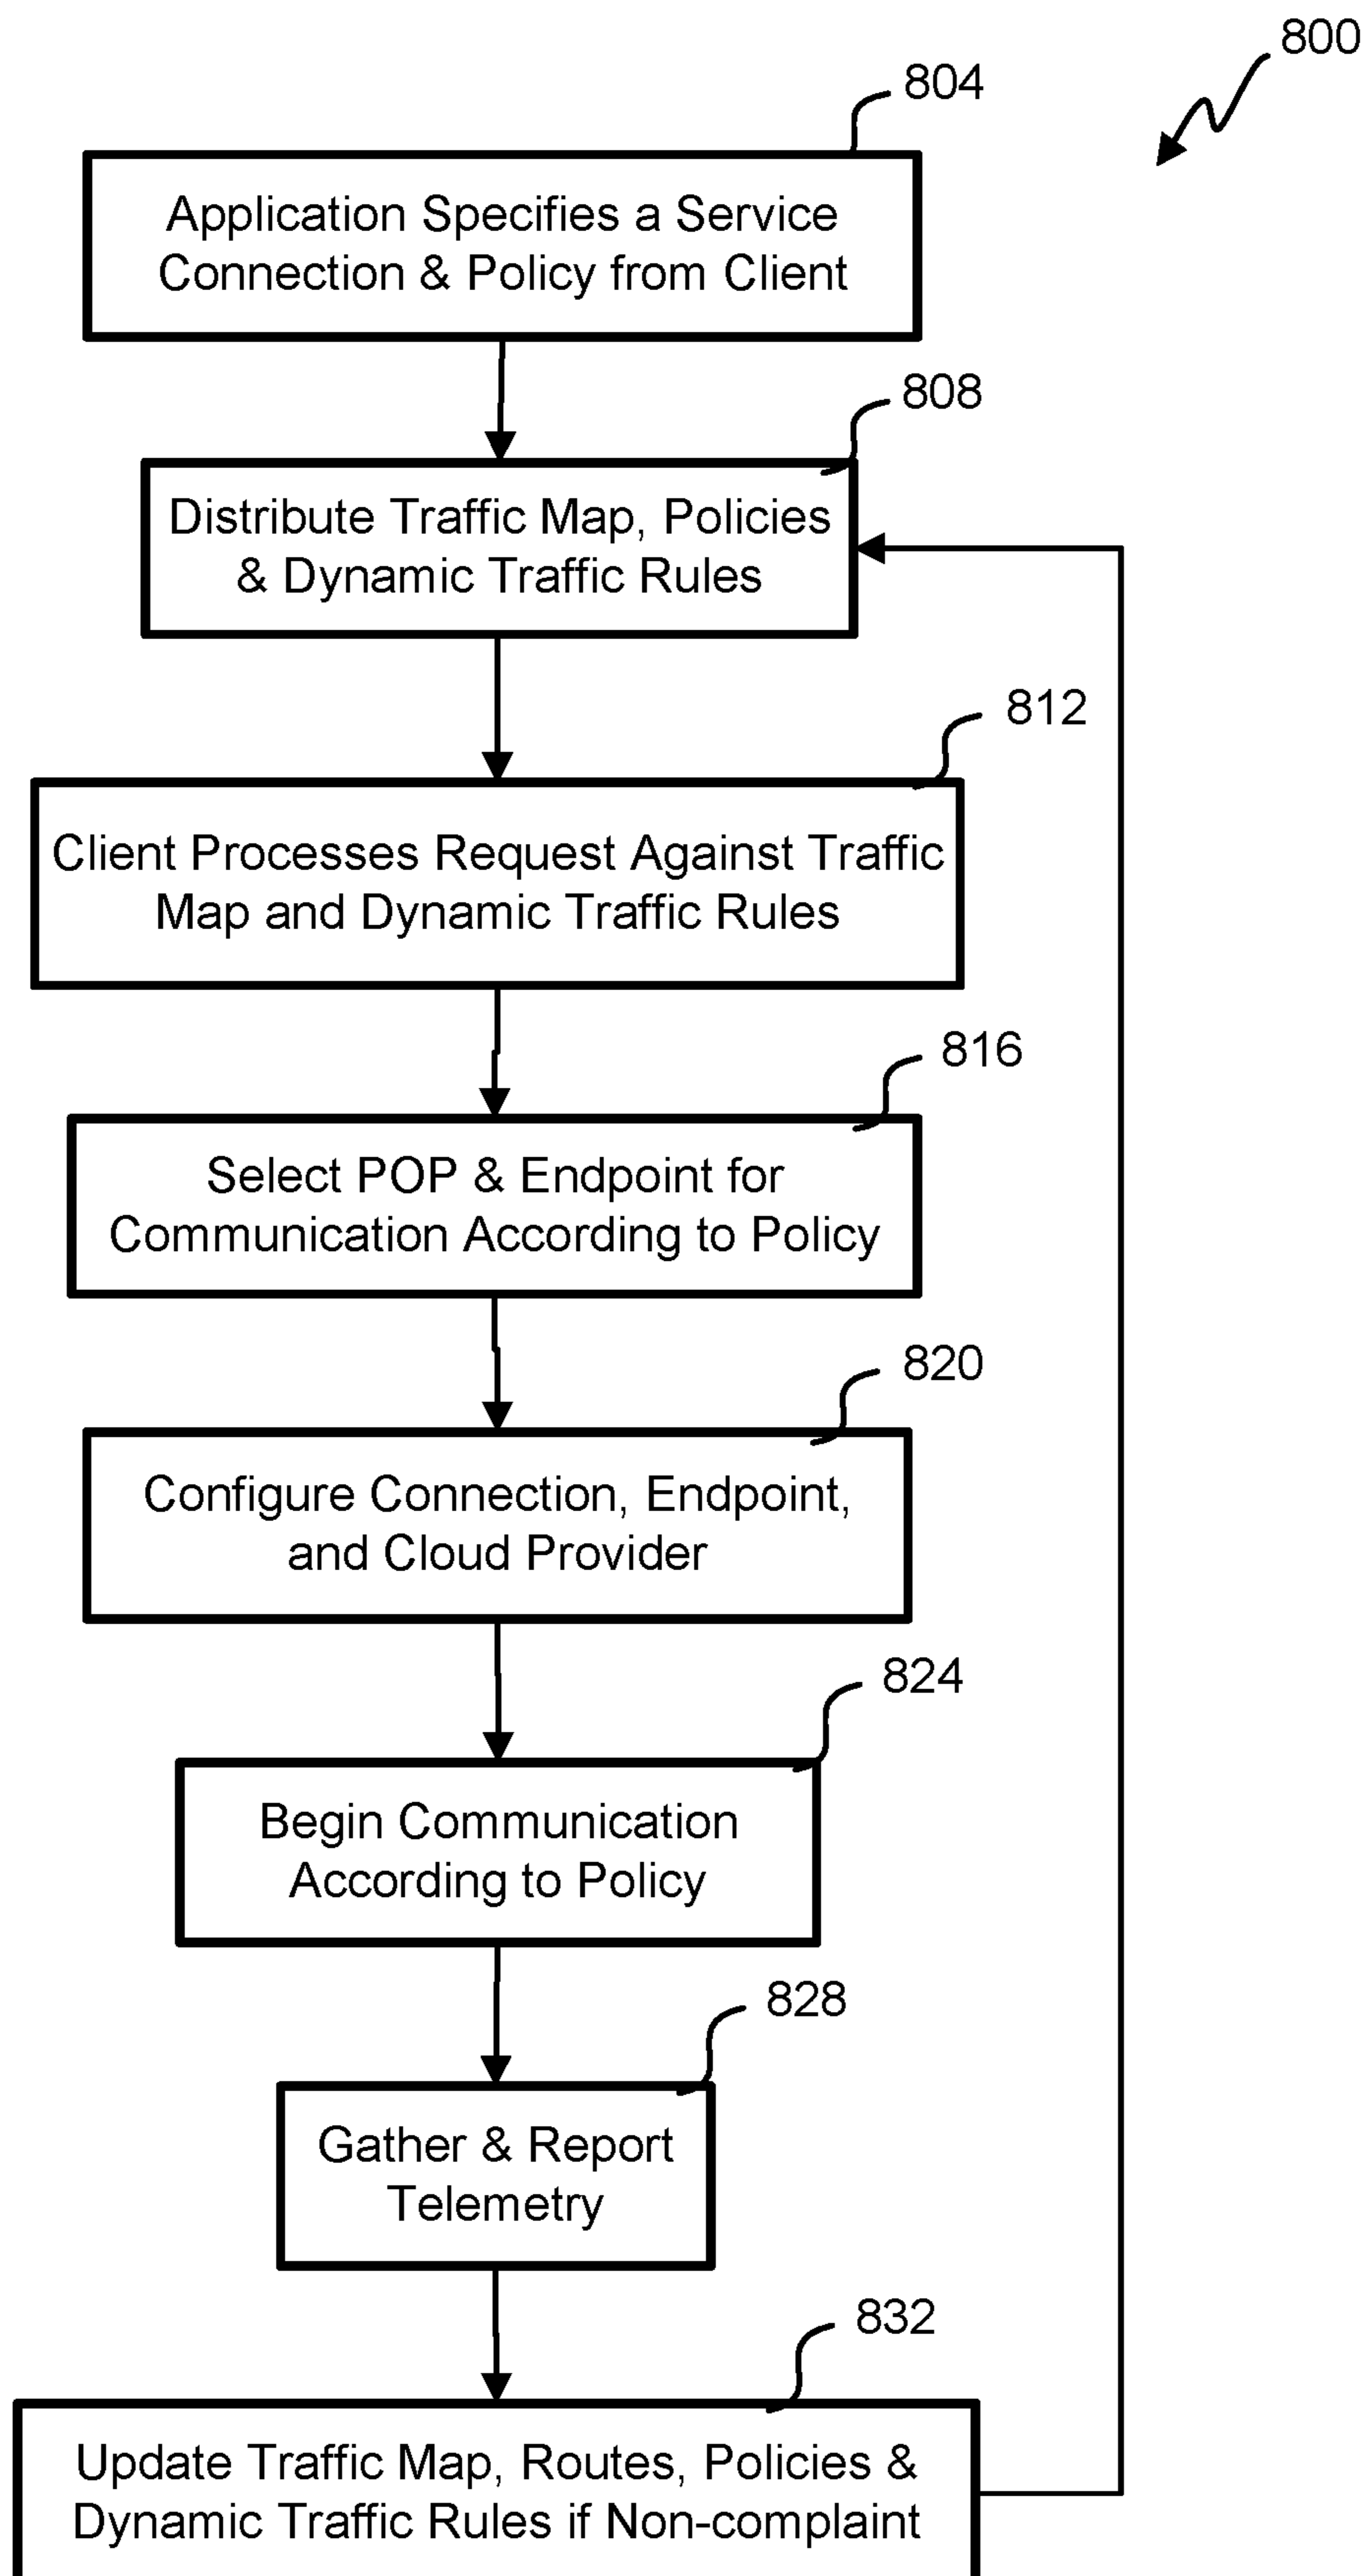 800
804
Application Specifies a Service
Connection & Policy from Client
808
Distribute Traffic Map, Policies
& Dynamic Traffic Rules
812
Client Processes Request Against Traffic
Map and Dynamic Traffic Rules
816
Select POP & Endpoint for
Communication According to Policy
820
Configure Connection, Endpoint,
and Cloud Provider
824
Begin Communication
According to Policy
828
Gather & Report
Telemetry
832
Update Traffic Map, Routes, Policies &
Dynamic Traffic Rules if Non-complaint